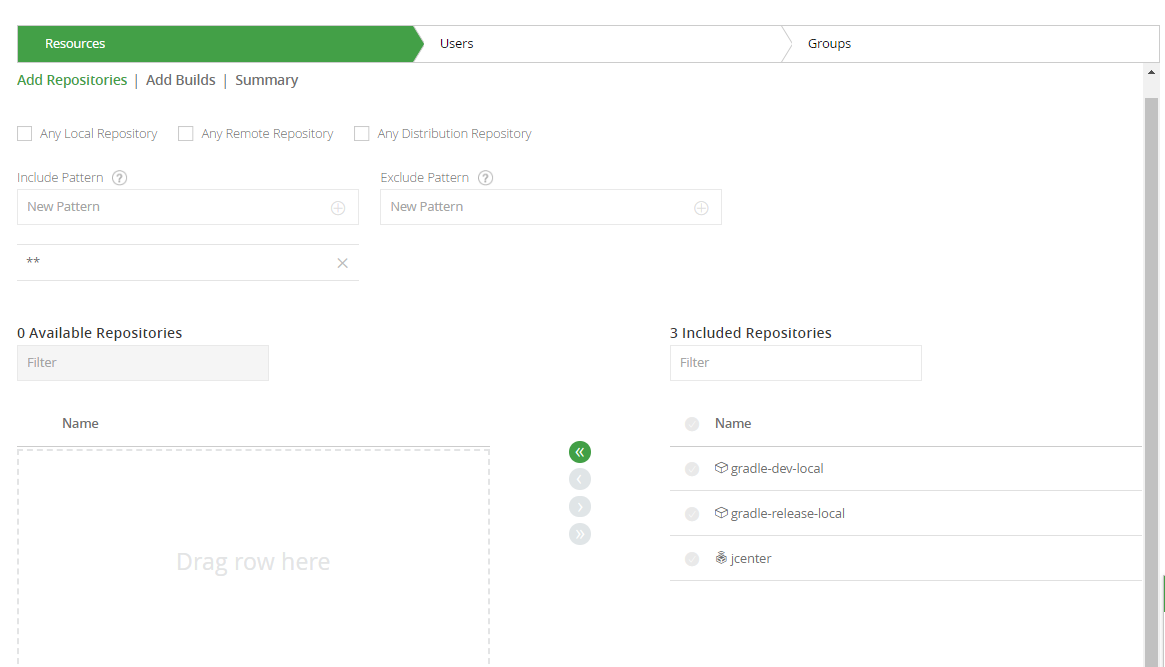 Resources Users Groups
Add Repositories | Add Builds | Summary
Any Local Repository Any Remote Repository Any Distribution Repository
Include Pattern ? Exclude Pattern ?
New Pattern New Pattern
**
0 Available Repositories 3 Included Repositories
Filter Filter
Name Name
gradle-dev-local
gradle-release-local
Drag row here jcenter